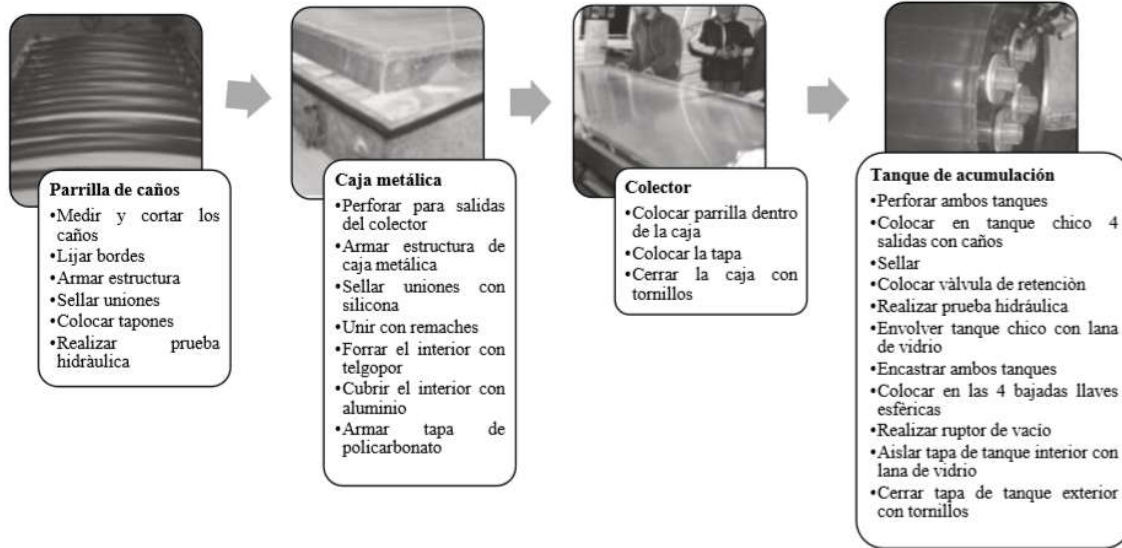 Parrilla de caños
•Medir y cortar los
caños
•Lijar bordes
•Armar estructura
•Sellar uniones
•Colocar tapones
•Realizar prueba
hidràulica
Caja metálica
•Perforar para salidas
del colector
•Armar estructura de
caja metálica
•Sellar uniones con
silicona
•Unir con remaches
•Forrar el interior con
telgopor
•Cubrir el interior con
aluminio
•Armar tapa de
policarbonato
Colector
•Colocar parrilla dentro
de la caja
•Colocar la tapa
•Cerrar la caja con
tornillos
Tanque de acumulación
•Perforar ambos tanques
•Colocar en tanque chico 4
salidas con caños
•Sellar
•Colocar vàlvula de retenciòn
•Realizar prueba hidráulica
•Envolver tanque chico con lana
de vidrio
•Encastrar ambos tanques
•Colocar en las 4 bajadas llaves
esfèricas
•Realizar ruptor de vacío
•Aislar tapa de tanque interior con
lana de vidrio
•Cerrar tapa de tanque exterior
con tornillos